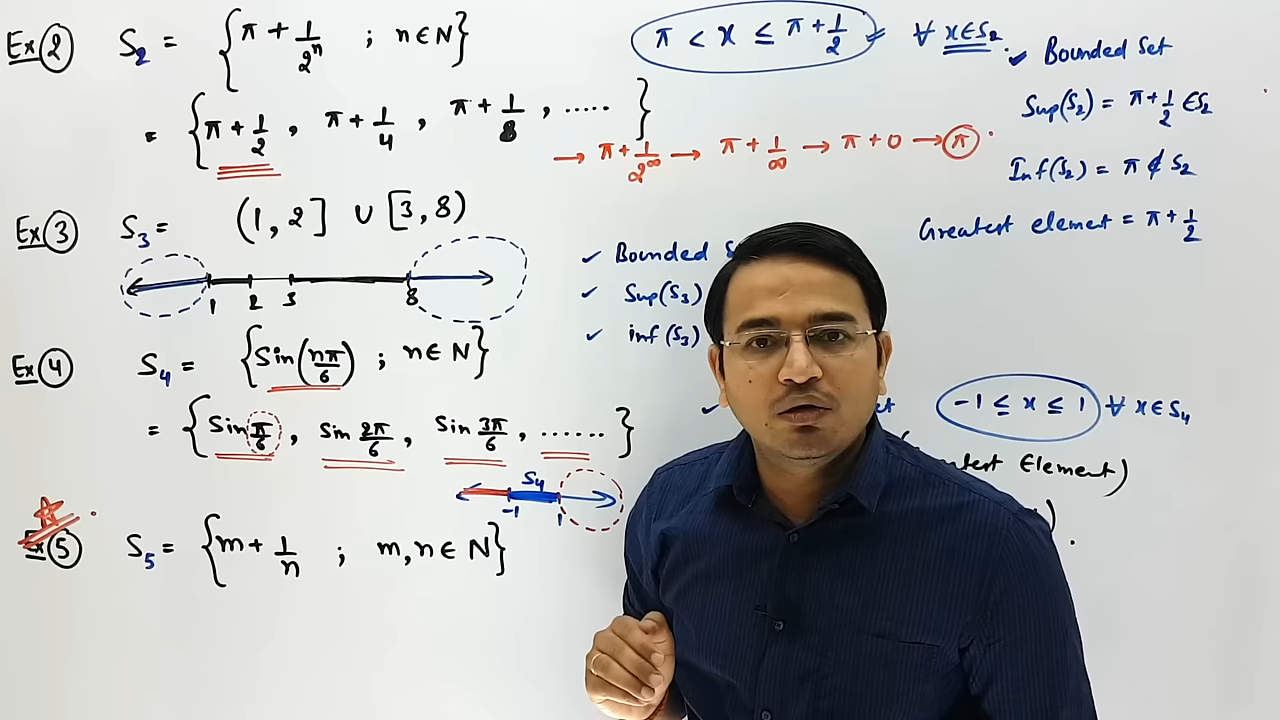 Ex 2 S₂ = {π + 1/2ⁿ ; n ∈ N} π < x ≤ π + 1/2 ∀ x ∈ S₂.
✓ Bounded Set
= {π + 1/2 , π + 1/4 , π + 1/8 , .....}
Sup(S₂) = π + 1/2 ∈ S₂
→ π + 1/2^∞ → π + 1/∞ → π + 0 → π
Inf(S₂) = π ∉ S₂
Greatest element = π + 1/2
Ex 3 S₃ = (1, 2] ∪ [3, 8)
1 2 3 8
✓ Bounded S
✓ Sup(S₃)
✓ inf(S₃)
Ex 4 S₄ = {Sin(nπ/6) ; n ∈ N}
✓ et -1 ≤ x ≤ 1 ∀ x ∈ S₄
= {Sin π/6 , Sin 2π/6 , Sin 3π/6 , ......}
Element)
S₄
-1 1
Ex 5 S₅ = {m + 1/n ; m, n ∈ N}